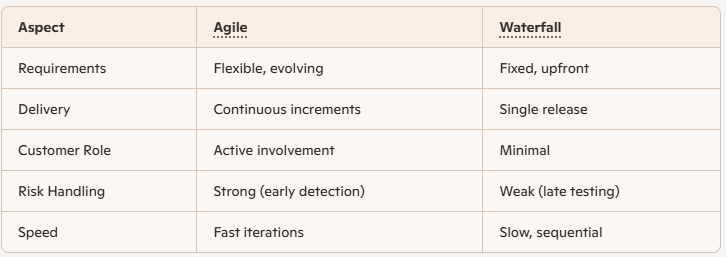 Aspect Agile Waterfall
Requirements Flexible, evolving Fixed, upfront
Delivery Continuous increments Single release
Customer Role Active involvement Minimal
Risk Handling Strong (early detection) Weak (late testing)
Speed Fast iterations Slow, sequential